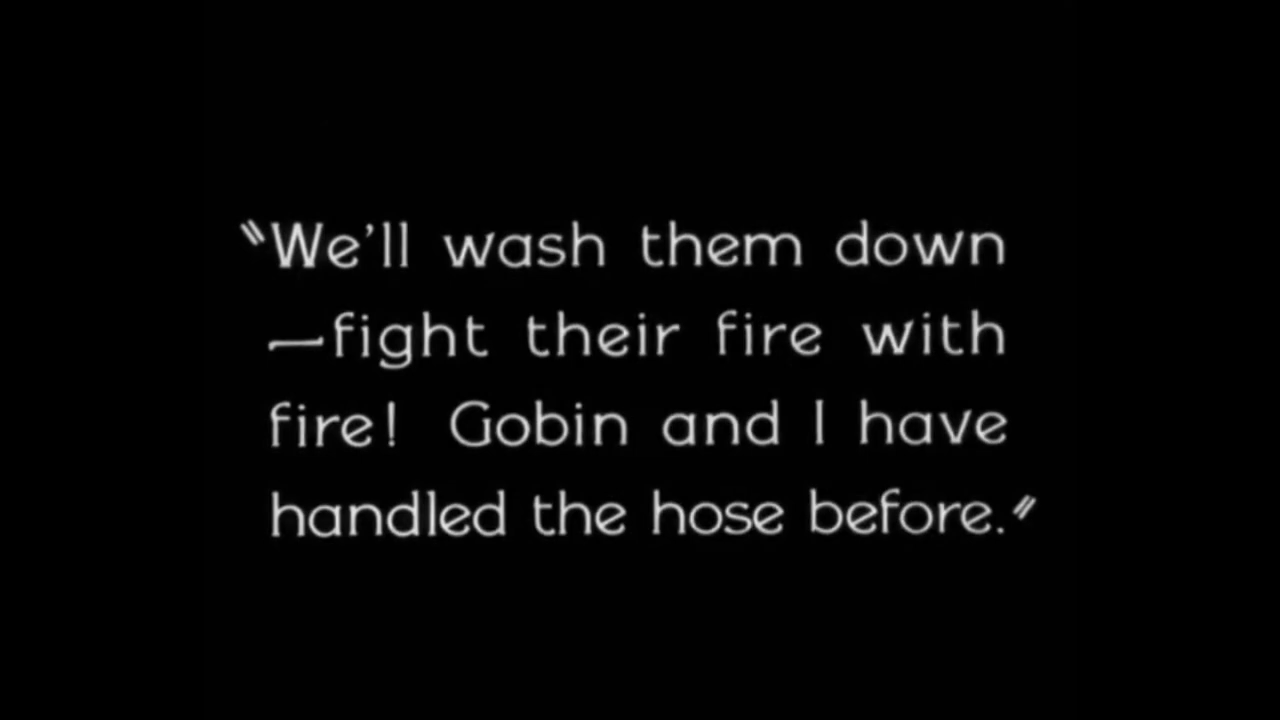 "We'll wash them down
—fight their fire with
fire! Gobin and I have
handled the hose before."